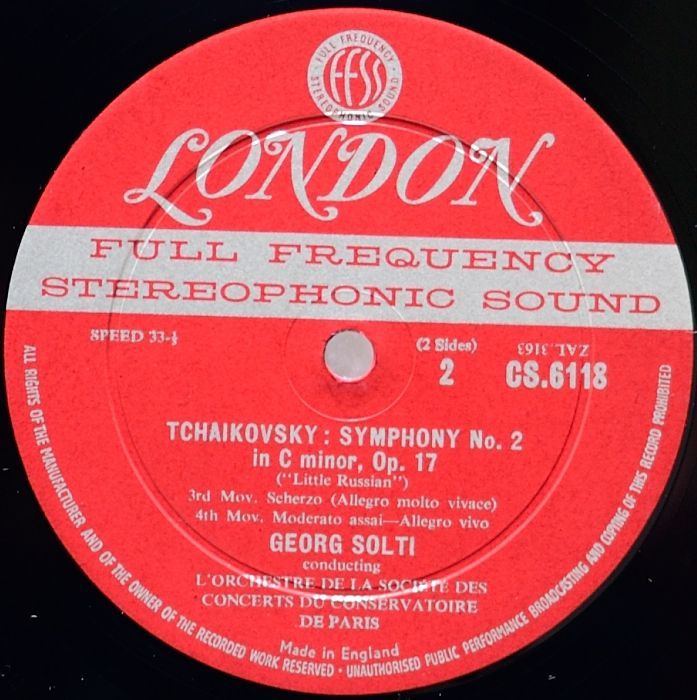 FULL FREQUENCY • STEREOPHONIC SOUND •
FFSS
LONDON
FULL FREQUENCY
STEREOPHONIC SOUND
SPEED 33-⅓
(2 Sides)
2
ZAL.3163
CS.6118
TCHAIKOVSKY : SYMPHONY No. 2
in C minor, Op. 17
("Little Russian")
3rd Mov. Scherzo (Allegro molto vivace)
4th Mov. Moderato assai—Allegro vivo
GEORG SOLTI
conducting
L'ORCHESTRE DE LA SOCIÉTÉ DES
CONCERTS DU CONSERVATOIRE
DE PARIS
Made in England
ALL RIGHTS OF THE MANUFACTURER AND OF THE OWNER OF THE RECORDED WORK RESERVED • UNAUTHORISED PUBLIC PERFORMANCE BROADCASTING AND COPYING OF THIS RECORD PROHIBITED